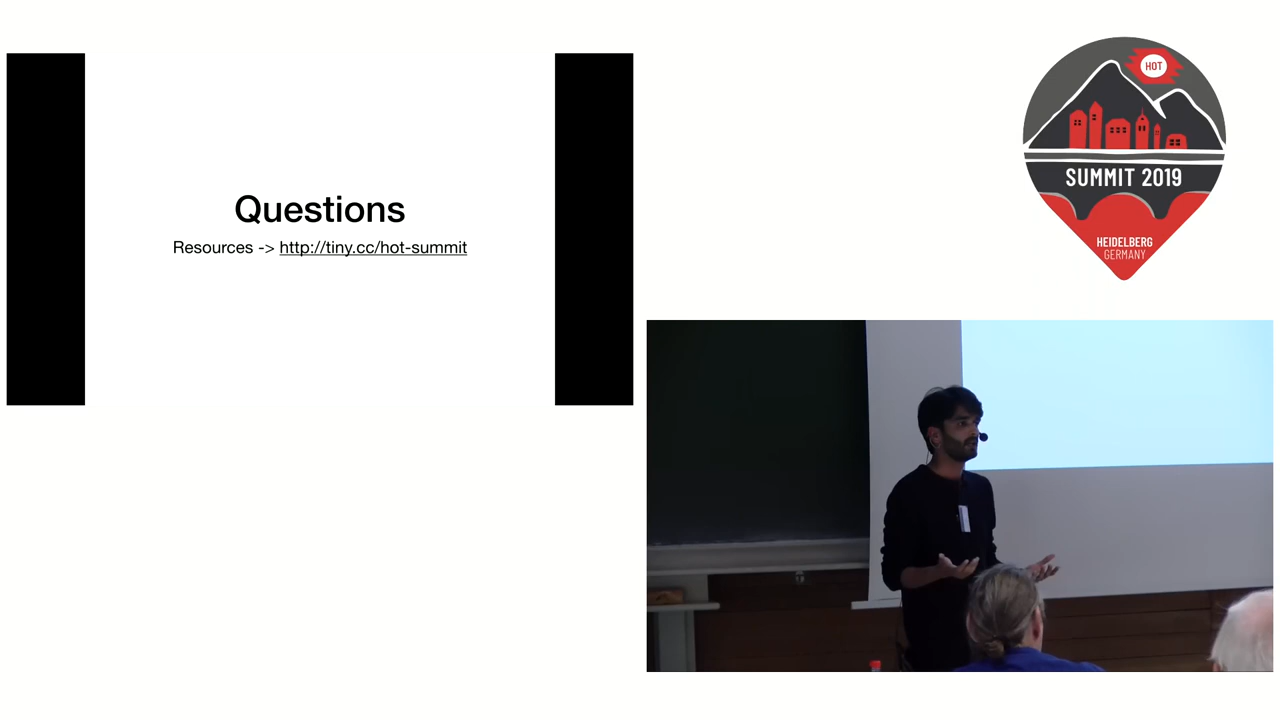 Questions
Resources -> http://tiny.cc/hot-summit
HOT
SUMMIT 2019
HEIDELBERG
GERMANY